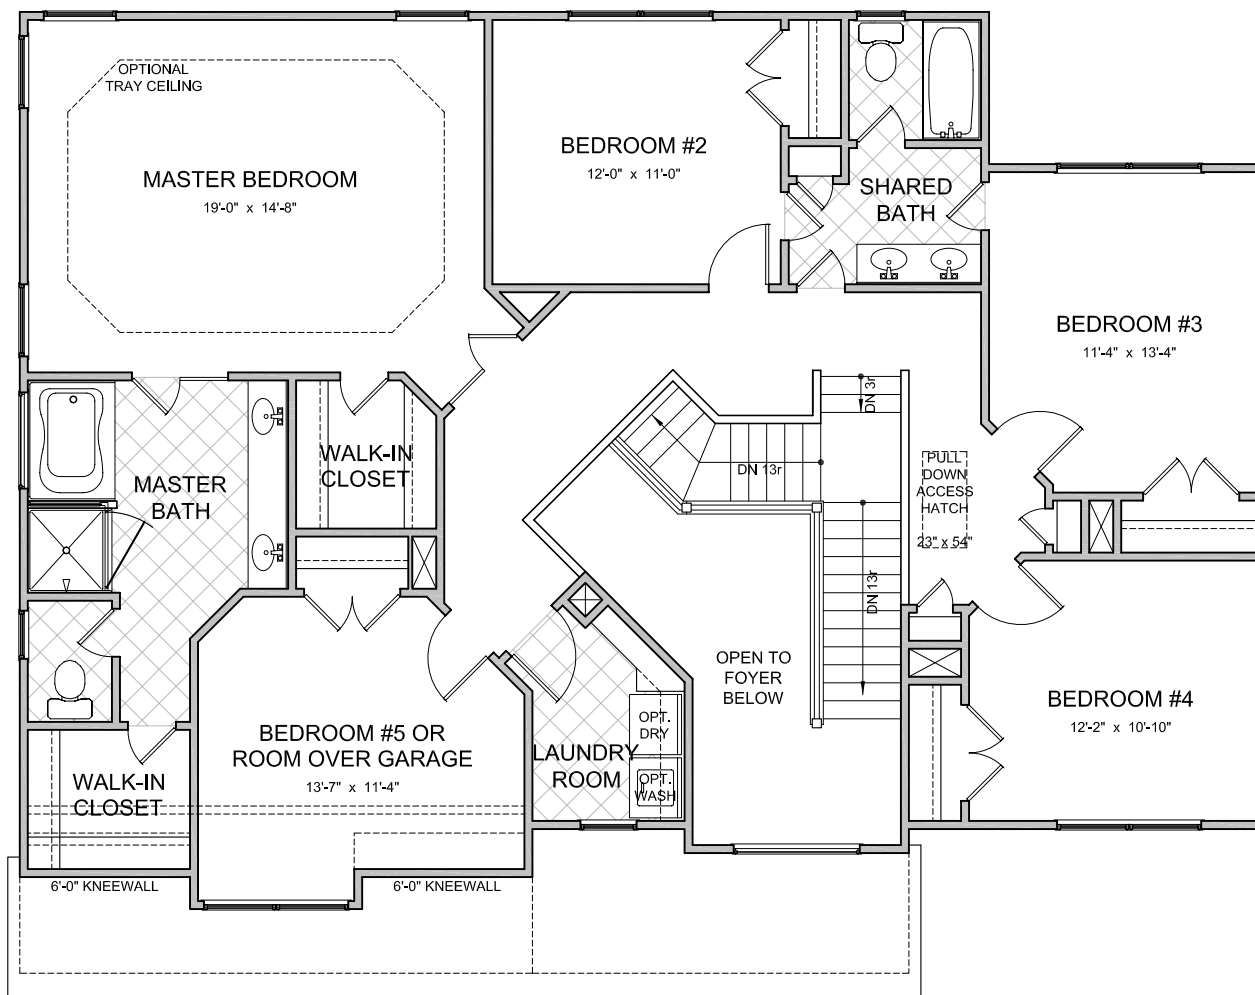 OPTIONAL
TRAY CEILING
MASTER BEDROOM
19'-0" x 14'-8"
BEDROOM #2
12'-0" x 11'-0"
SHARED
BATH
BEDROOM #3
11'-4" x 13'-4"
WALK-IN
CLOSET
MASTER
BATH
DN 3r
DN 13r
PULL
DOWN
ACCESS
HATCH
23" x 54"
DN 13r
OPEN TO
FOYER
BELOW
BEDROOM #4
12'-2" x 10'-10"
BEDROOM #5 OR
ROOM OVER GARAGE
13'-7" x 11'-4"
LAUNDRY
ROOM
OPT.
DRY
OPT.
WASH
WALK-IN
CLOSET
6'-0" KNEEWALL
6'-0" KNEEWALL